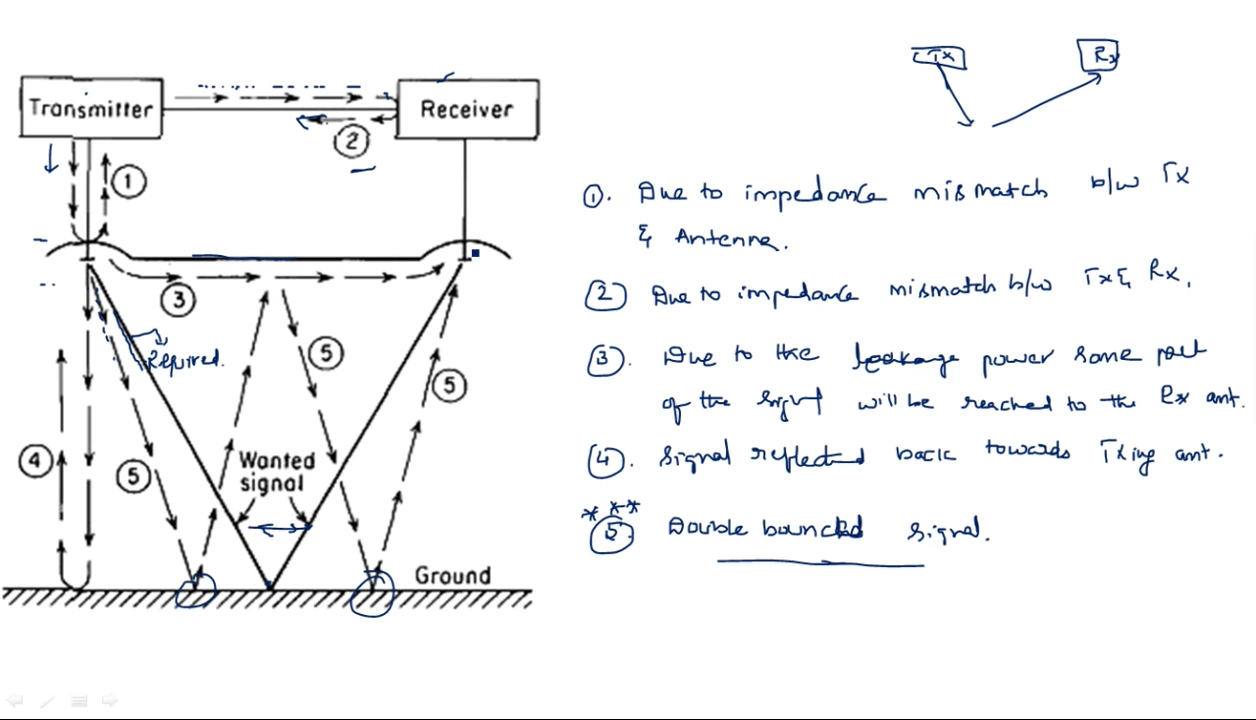 Tx
Rx
Transmitter
Receiver
②
①
③
Required.
⑤
⑤
④
⑤
Wanted
signal
Ground
①. Due to impedance mismatch b/w Tx
& Antenna.
② Due to impedance mismatch b/w Tx & Rx.
③. Due to the leakage power some part
of the signal will be reached to the Rx ant.
④. Signal reflected back towards Txing ant.
***
⑤. Double bounced signal.